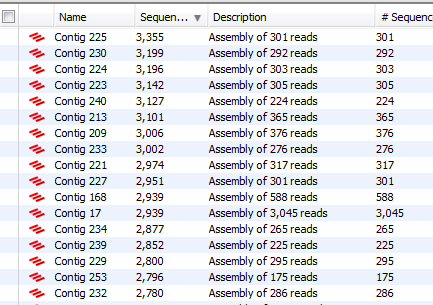 Name Sequen... Description # Sequenc
Contig 225 3,355 Assembly of 301 reads 301
Contig 230 3,199 Assembly of 292 reads 292
Contig 224 3,196 Assembly of 303 reads 303
Contig 223 3,142 Assembly of 305 reads 305
Contig 240 3,127 Assembly of 224 reads 224
Contig 213 3,101 Assembly of 365 reads 365
Contig 209 3,006 Assembly of 376 reads 376
Contig 233 3,002 Assembly of 276 reads 276
Contig 221 2,974 Assembly of 317 reads 317
Contig 227 2,951 Assembly of 301 reads 301
Contig 168 2,939 Assembly of 588 reads 588
Contig 17 2,939 Assembly of 3,045 reads 3,045
Contig 234 2,877 Assembly of 265 reads 265
Contig 239 2,852 Assembly of 225 reads 225
Contig 229 2,800 Assembly of 295 reads 295
Contig 253 2,796 Assembly of 175 reads 175
Contig 232 2,780 Assembly of 286 reads 286